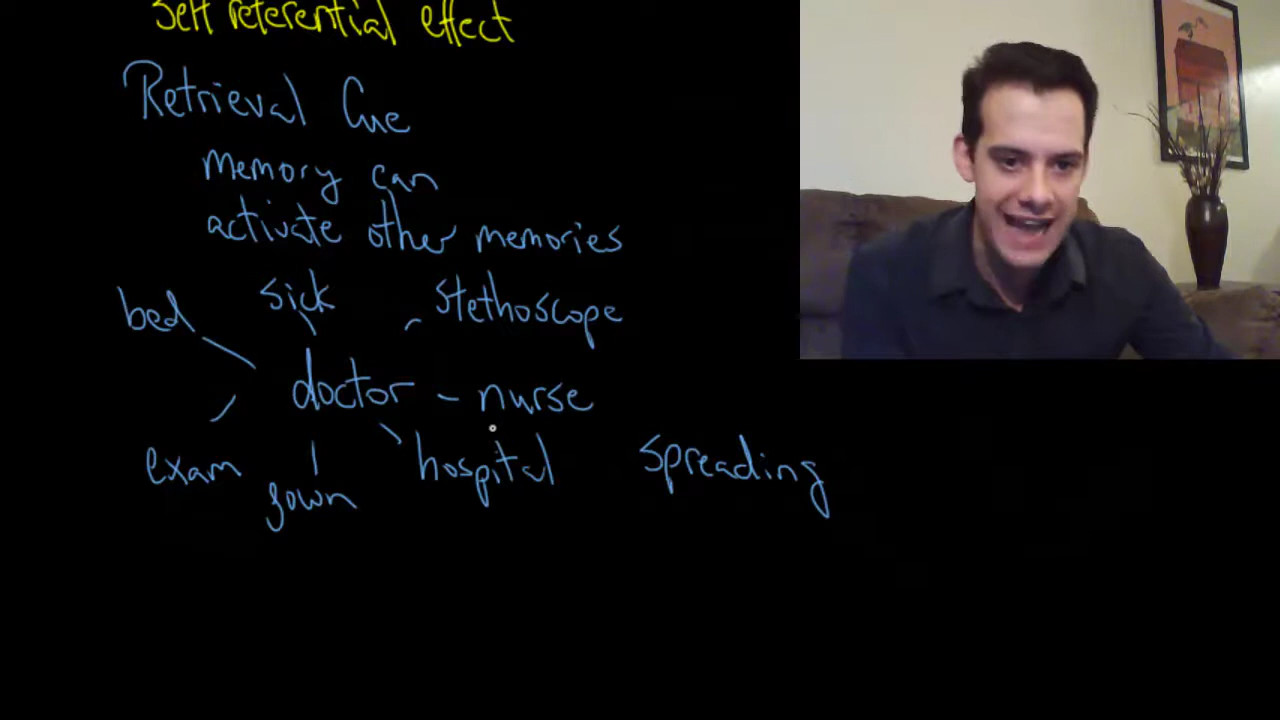 Self referential effect
Retrieval Cue
Memory can
activate other memories
sick
stethoscope
bed
doctor - nurse
exam
gown
hospital
spreading